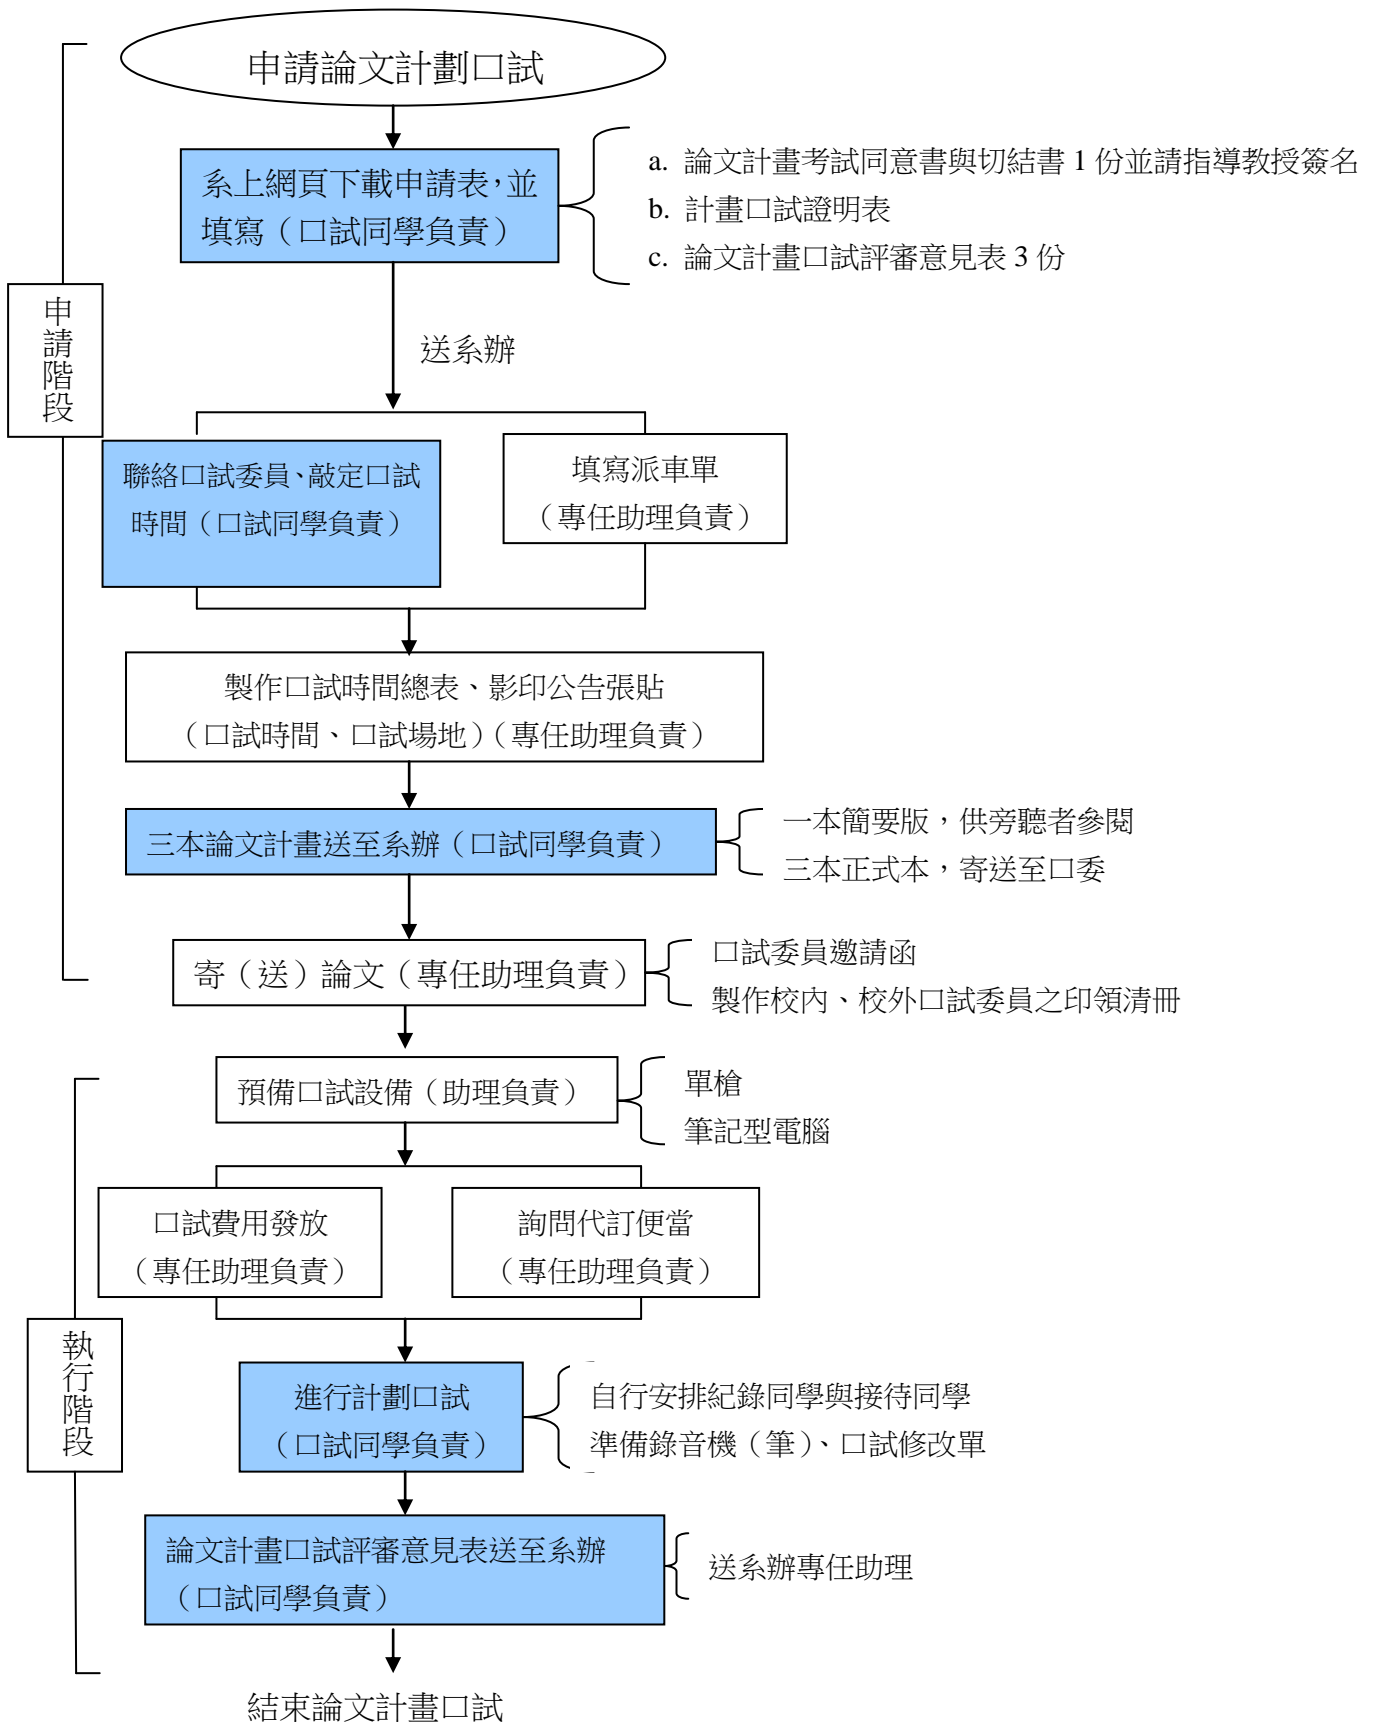 申請論文計劃口試
系上網頁下載申請表,並
填寫（口試同學負責）
a. 論文計畫考試同意書與切結書 1 份並請指導教授簽名
b. 計畫口試證明表
c. 論文計畫口試評審意見表 3 份
申請階段
送系辦
聯絡口試委員、敲定口試
時間（口試同學負責）
填寫派車單
（專任助理負責）
製作口試時間總表、影印公告張貼
（口試時間、口試場地）（專任助理負責）
三本論文計畫送至系辦（口試同學負責）
一本簡要版，供旁聽者參閱
三本正式本，寄送至口委
寄（送）論文（專任助理負責）
口試委員邀請函
製作校內、校外口試委員之印領清冊
預備口試設備（助理負責）
單槍
筆記型電腦
口試費用發放
（專任助理負責）
詢問代訂便當
（專任助理負責）
執行階段
進行計劃口試
（口試同學負責）
自行安排紀錄同學與接待同學
準備錄音機（筆）、口試修改單
論文計畫口試評審意見表送至系辦
（口試同學負責）
送系辦專任助理
結束論文計畫口試